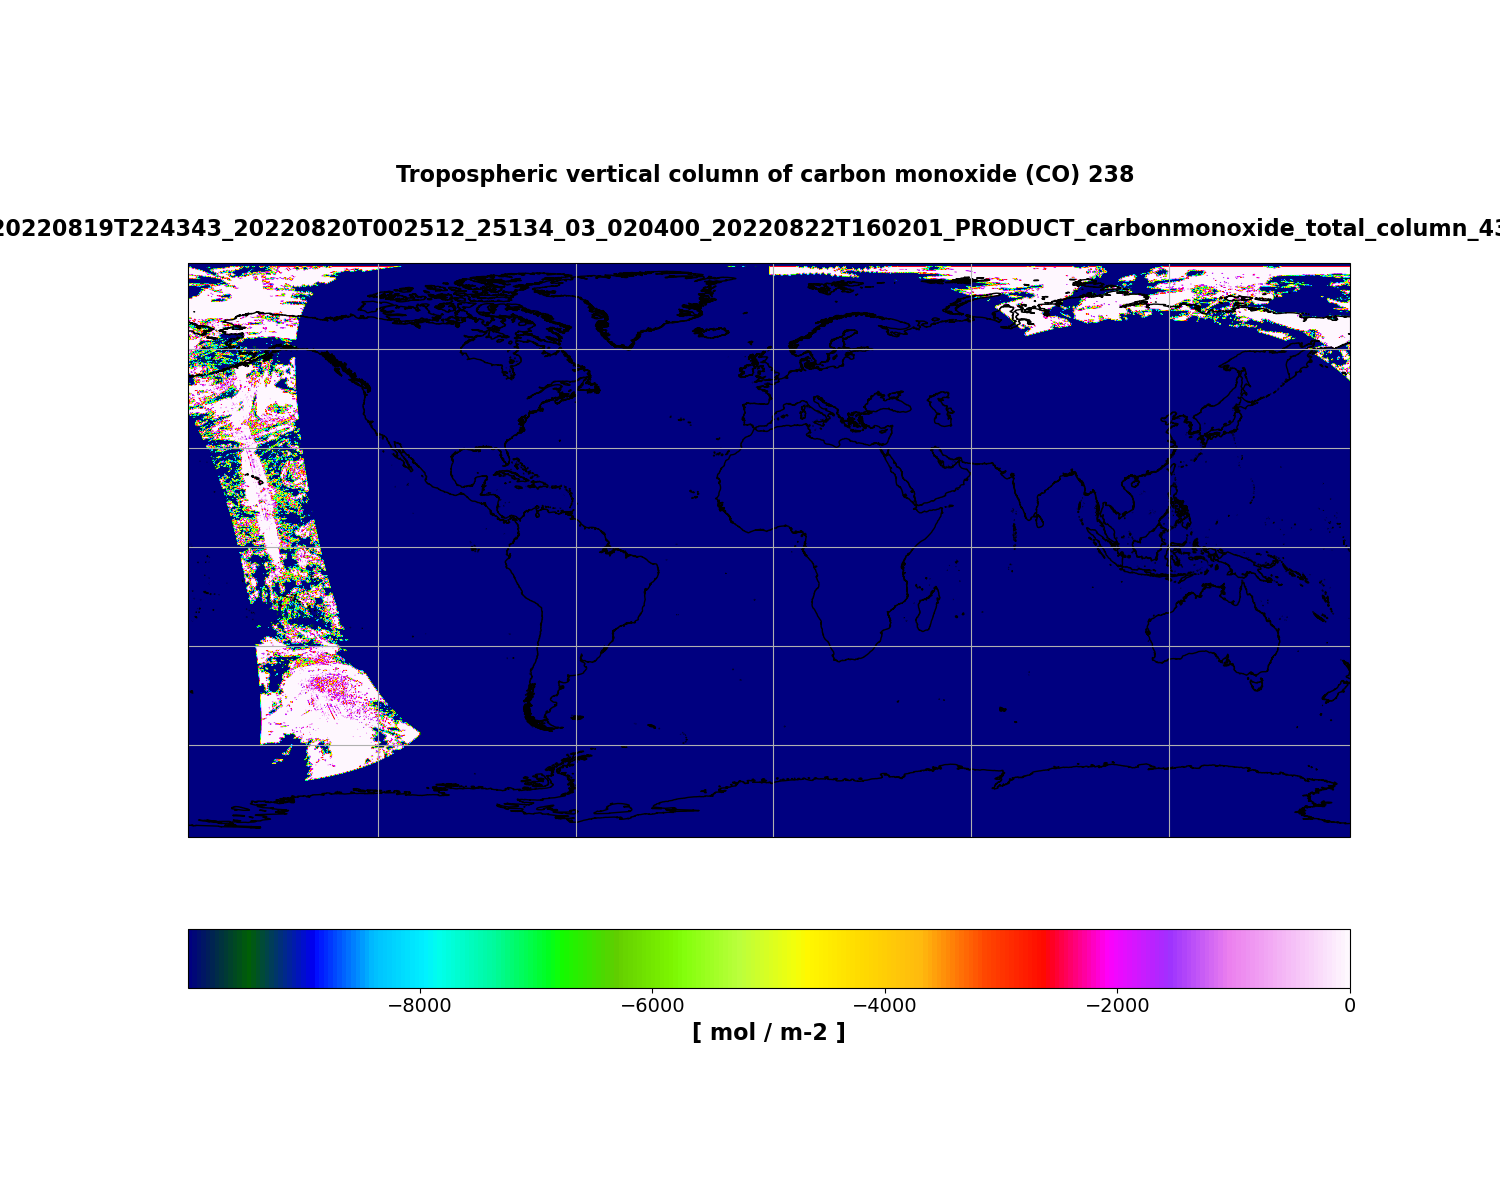 Tropospheric vertical column of carbon monoxide (CO) 238
20220819T224343_20220820T002512_25134_03_020400_20220822T160201_PRODUCT_carbonmonoxide_total_column_43
−8000 −6000 −4000 −2000 0
[ mol / m-2 ]